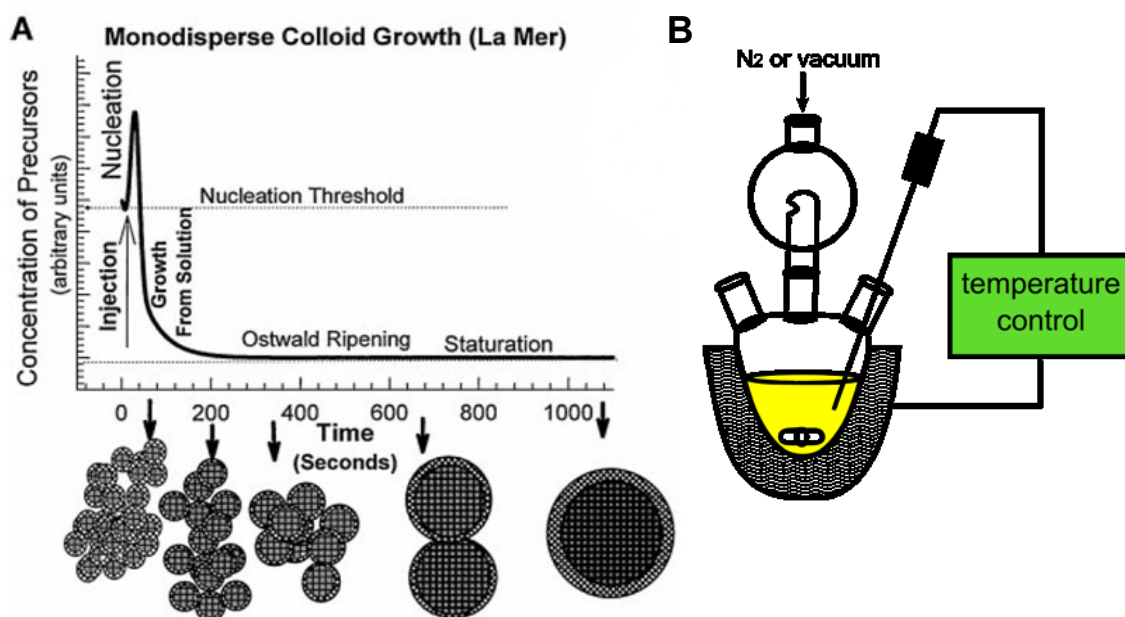 A
Monodisperse Colloid Growth (La Mer)
Concentration of Precursors
(arbitrary units)
Nucleation
Injection
Growth
From Solution
Nucleation Threshold
Ostwald Ripening
Staturation
0 200 400 600 800 1000
Time
(Seconds)
B
N2 or vacuum
temperature
control